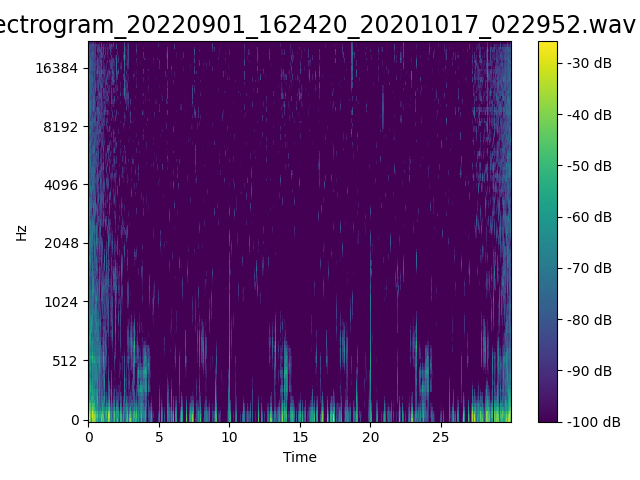 ectrogram_20220901_162420_20201017_022952.wav
16384
8192
4096
2048
1024
512
0
Hz
0 5 10 15 20 25
Time
-30 dB
-40 dB
-50 dB
-60 dB
-70 dB
-80 dB
-90 dB
-100 dB